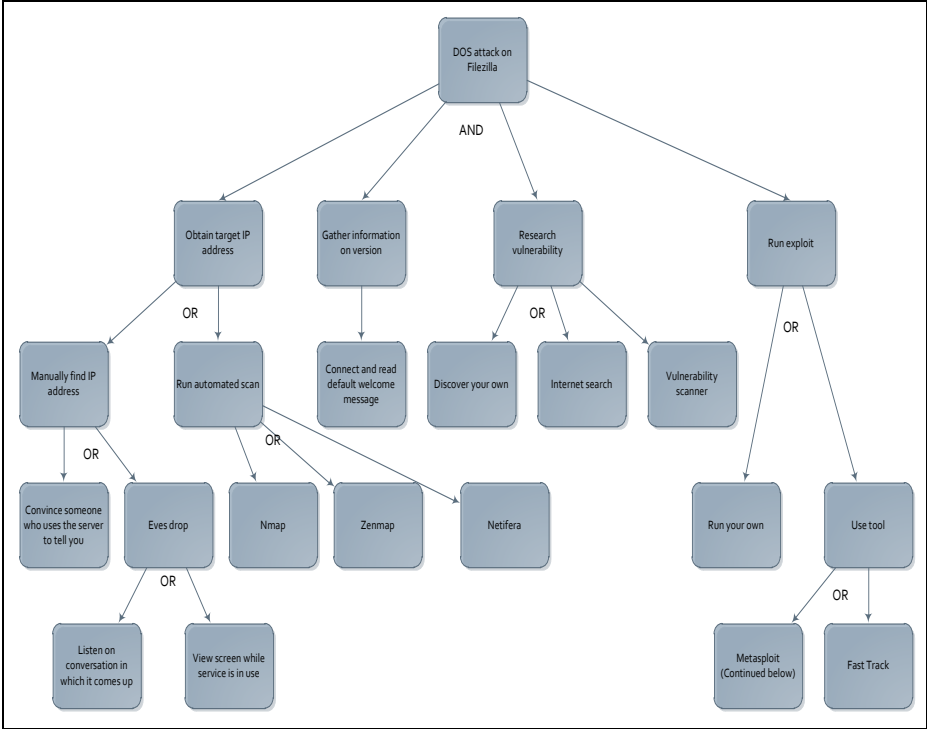 DOS attack on
Filezilla
AND
Obtain target IP
address
Gather information
on version
Research
vulnerability
Run exploit
OR
OR
OR
Manually find IP
address
Run automated scan
Connect and read
default welcome
message
Discover your own
Internet search
Vulnerability
scanner
OR
OR
Convince someone
who uses the server
to tell you
Eves drop
Nmap
Zenmap
Netifera
Run your own
Use tool
OR
OR
Listen on
conversation in
which it comes up
View screen while
service is in use
Metasploit
(Continued below)
Fast Track